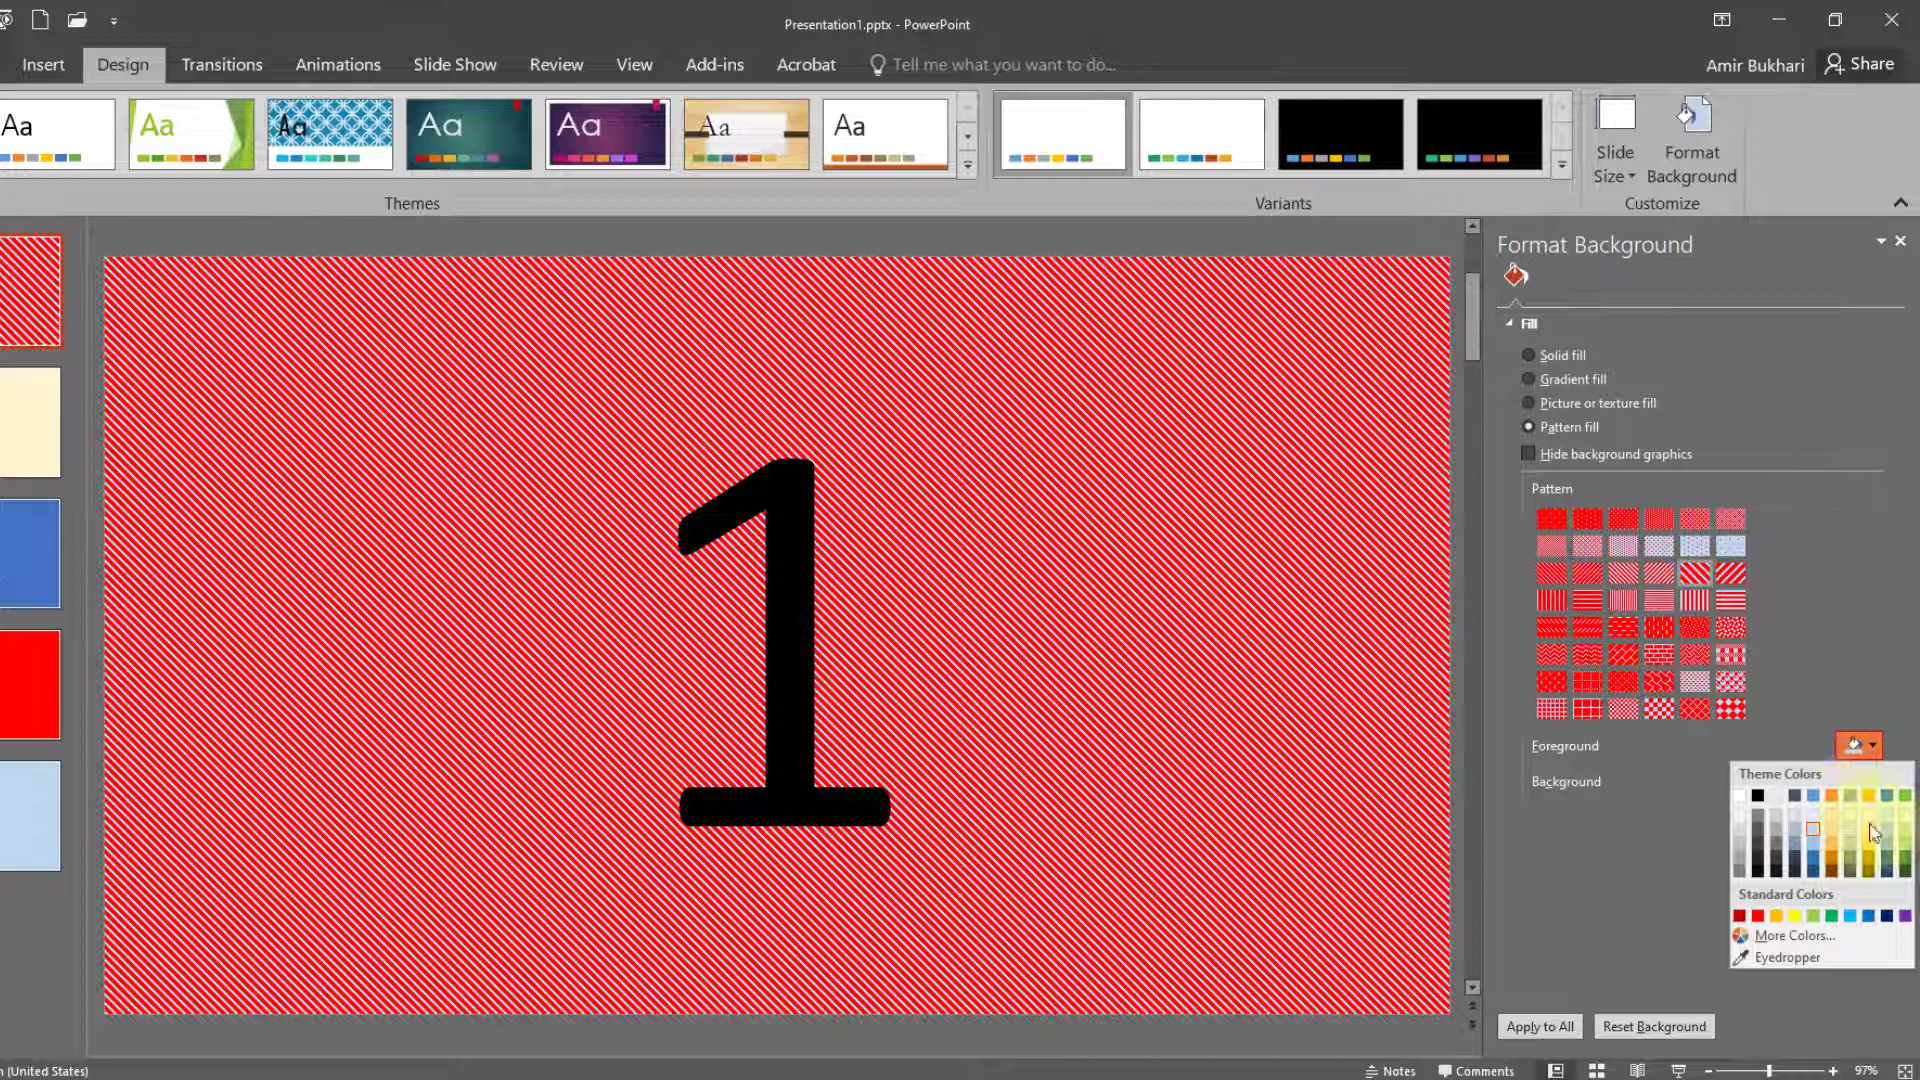 Presentation1.pptx - PowerPoint
Insert Design Transitions Animations Slide Show Review View Add-ins Acrobat Tell me what you want to do... Amir Bukhari Share
Aa Aa Aa Aa Aa Aa Aa
Slide Size Format Background
Themes Variants Customize
Format Background
Fill
Solid fill
Gradient fill
Picture or texture fill
Pattern fill
Hide background graphics
Pattern
1
Foreground
Background
Theme Colors
Standard Colors
More Colors...
Eyedropper
Apply to All Reset Background
(United States) Notes Comments 97%